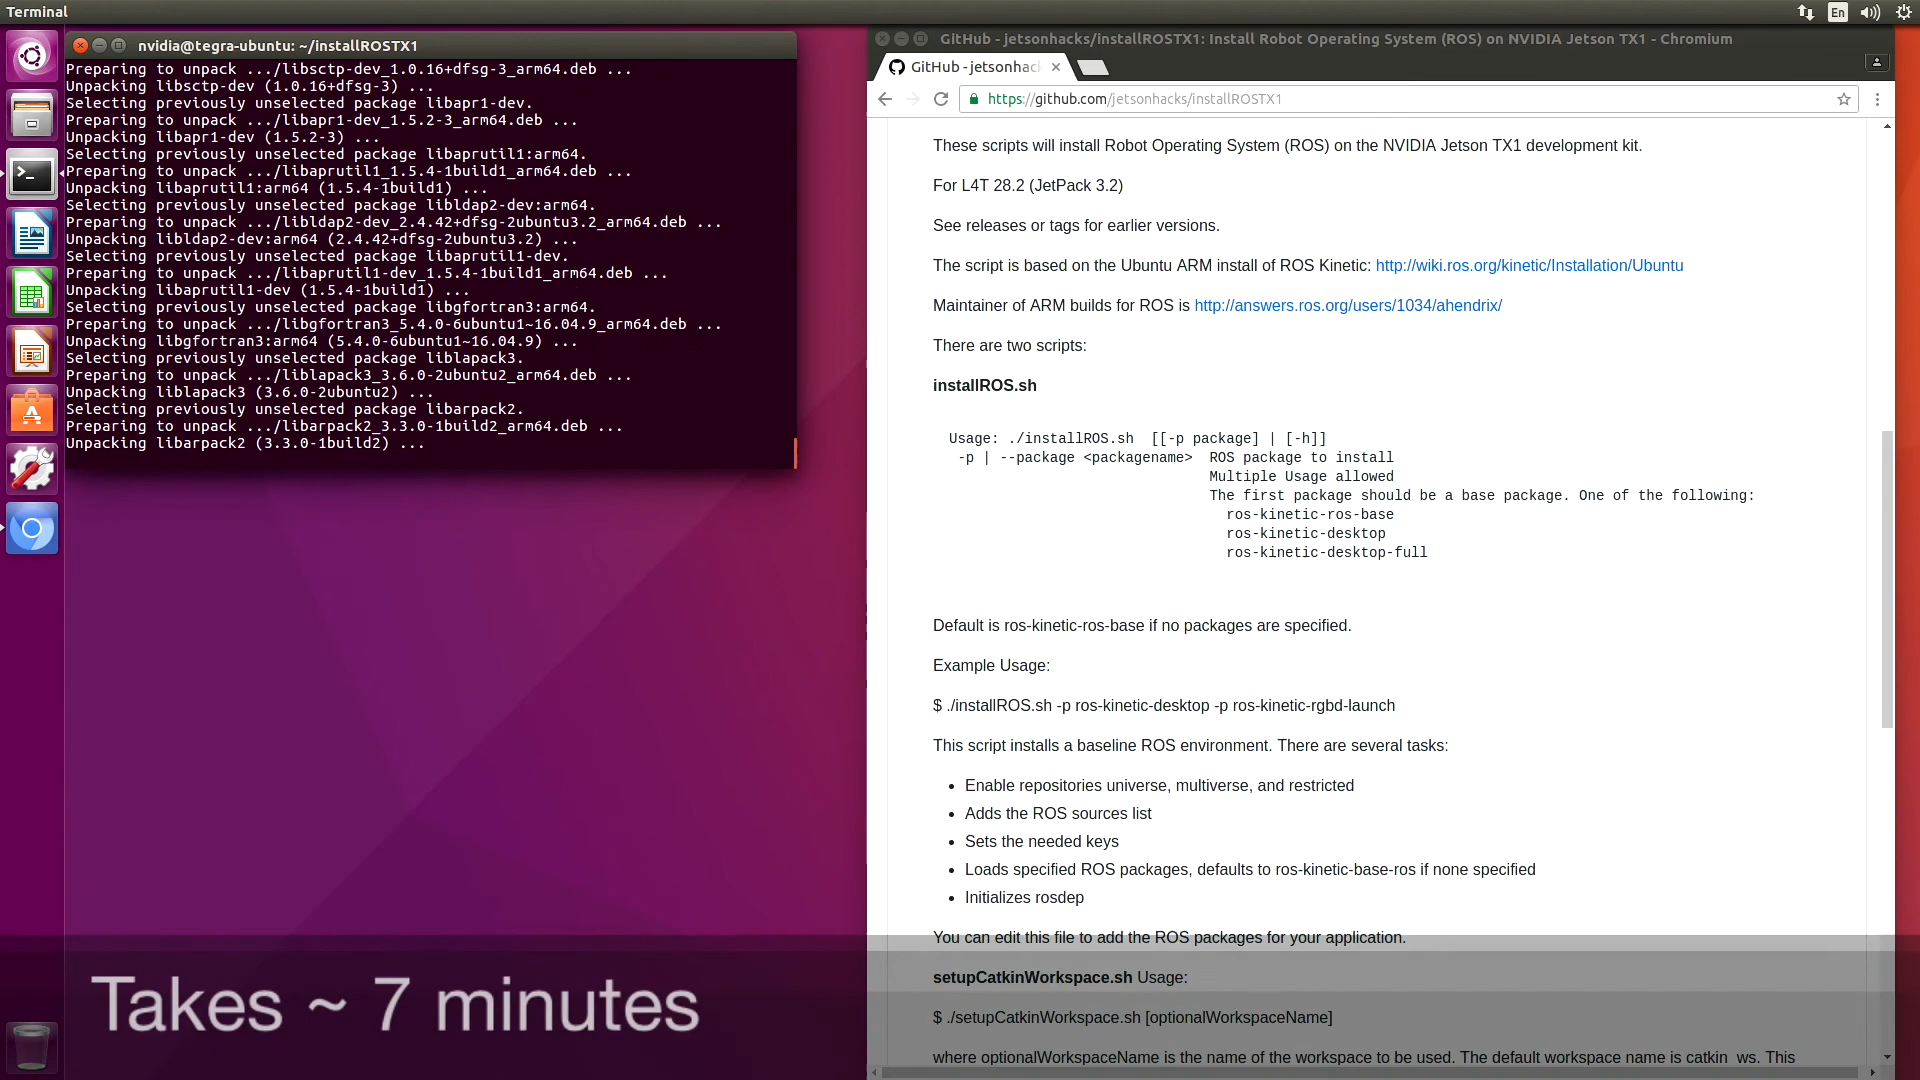 Terminal
En
nvidia@tegra-ubuntu: ~/installROSTX1
Preparing to unpack .../libsctp-dev_1.0.16+dfsg-3_arm64.deb ...
Unpacking libsctp-dev (1.0.16+dfsg-3) ...
Selecting previously unselected package libapr1-dev.
Preparing to unpack .../libapr1-dev_1.5.2-3_arm64.deb ...
Unpacking libapr1-dev (1.5.2-3) ...
Selecting previously unselected package libaprutil1:arm64.
Preparing to unpack .../libaprutil1_1.5.4-1build1_arm64.deb ...
Unpacking libaprutil1:arm64 (1.5.4-1build1) ...
Selecting previously unselected package libldap2-dev:arm64.
Preparing to unpack .../libldap2-dev_2.4.42+dfsg-2ubuntu3.2_arm64.deb ...
Unpacking libldap2-dev:arm64 (2.4.42+dfsg-2ubuntu3.2) ...
Selecting previously unselected package libaprutil1-dev.
Preparing to unpack .../libaprutil1-dev_1.5.4-1build1_arm64.deb ...
Unpacking libaprutil1-dev (1.5.4-1build1) ...
Selecting previously unselected package libgfortran3:arm64.
Preparing to unpack .../libgfortran3_5.4.0-6ubuntu1~16.04.9_arm64.deb ...
Unpacking libgfortran3:arm64 (5.4.0-6ubuntu1~16.04.9) ...
Selecting previously unselected package liblapack3.
Preparing to unpack .../liblapack3_3.6.0-2ubuntu2_arm64.deb ...
Unpacking liblapack3 (3.6.0-2ubuntu2) ...
Selecting previously unselected package libarpack2.
Preparing to unpack .../libarpack2_3.3.0-1build2_arm64.deb ...
Unpacking libarpack2 (3.3.0-1build2) ...
Takes ~ 7 minutes
GitHub - jetsonhacks/installROSTX1: Install Robot Operating System (ROS) on NVIDIA Jetson TX1 - Chromium
GitHub - jetsonhac
https://github.com/jetsonhacks/installROSTX1
These scripts will install Robot Operating System (ROS) on the NVIDIA Jetson TX1 development kit.
For L4T 28.2 (JetPack 3.2)
See releases or tags for earlier versions.
The script is based on the Ubuntu ARM install of ROS Kinetic: http://wiki.ros.org/kinetic/Installation/Ubuntu
Maintainer of ARM builds for ROS is http://answers.ros.org/users/1034/ahendrix/
There are two scripts:
installROS.sh
Usage: ./installROS.sh  [[-p package] | [-h]]
-p | --package <packagename>  ROS package to install
Multiple Usage allowed
The first package should be a base package. One of the following:
ros-kinetic-ros-base
ros-kinetic-desktop
ros-kinetic-desktop-full
Default is ros-kinetic-ros-base if no packages are specified.
Example Usage:
$ ./installROS.sh -p ros-kinetic-desktop -p ros-kinetic-rgbd-launch
This script installs a baseline ROS environment. There are several tasks:
• Enable repositories universe, multiverse, and restricted
• Adds the ROS sources list
• Sets the needed keys
• Loads specified ROS packages, defaults to ros-kinetic-base-ros if none specified
• Initializes rosdep
You can edit this file to add the ROS packages for your application.
setupCatkinWorkspace.sh Usage:
$ ./setupCatkinWorkspace.sh [optionalWorkspaceName]
where optionalWorkspaceName is the name of the workspace to be used. The default workspace name is catkin_ws. This